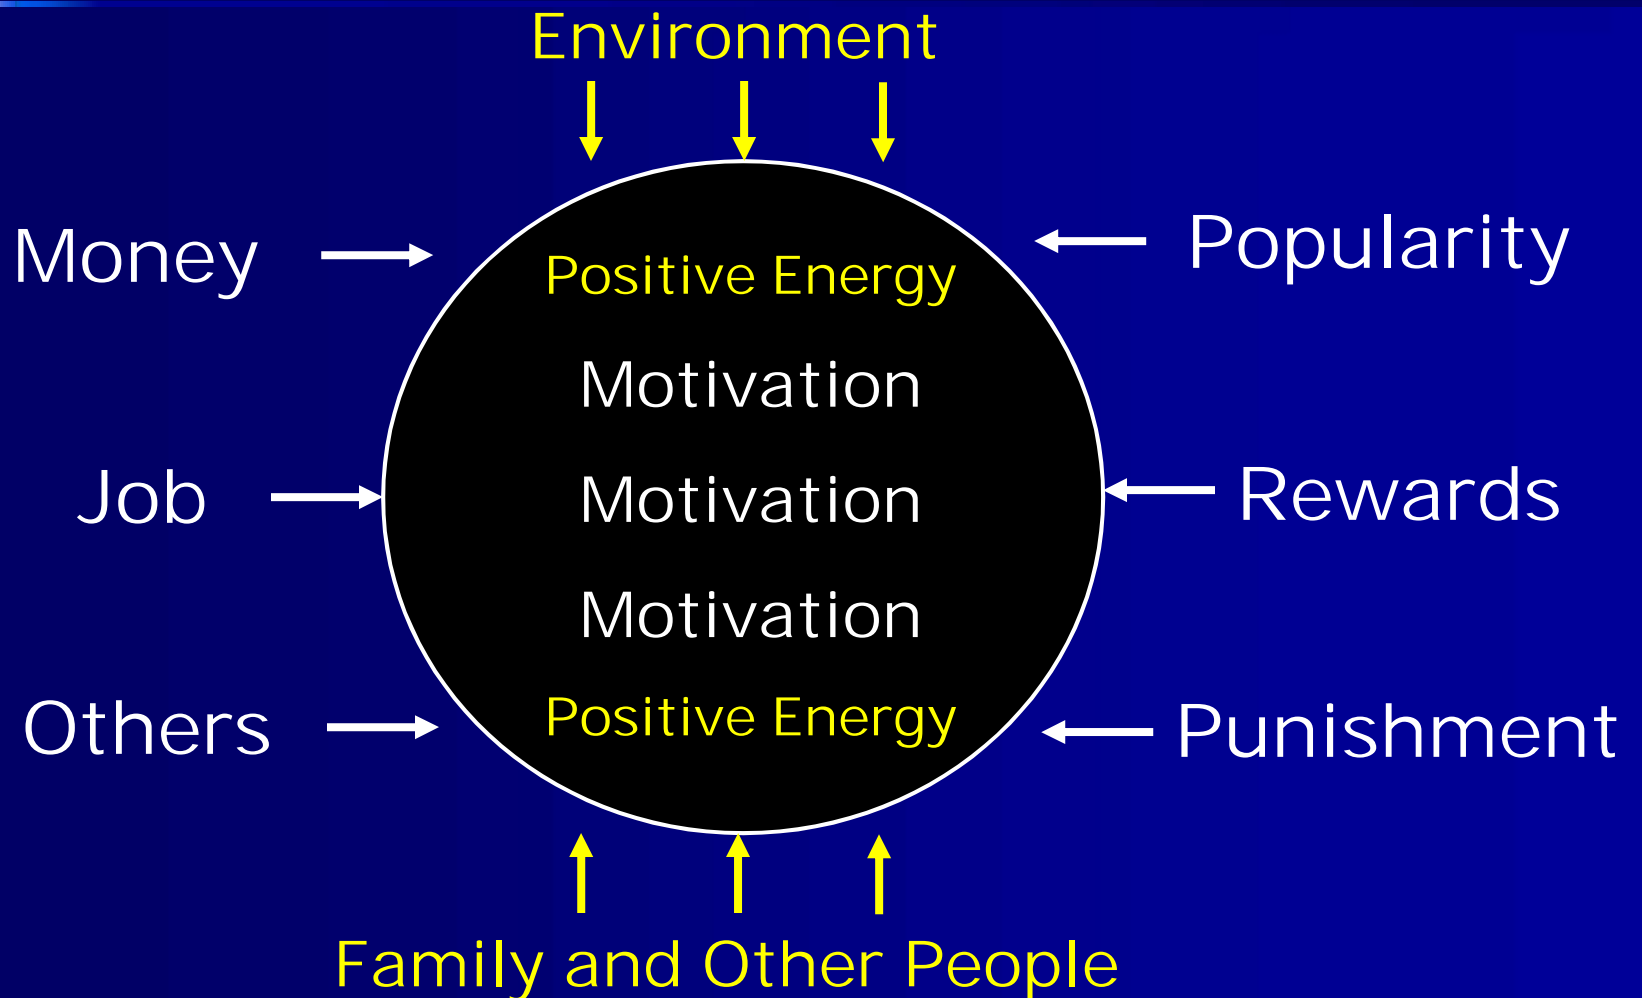 Environment
Money
Popularity
Positive Energy
Motivation
Job
Motivation
Rewards
Motivation
Others
Positive Energy
Punishment
Family and Other People